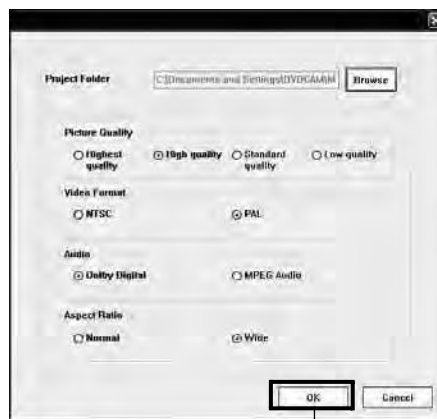 Project Folder C:\Documents and Settings\DVDCAM\M Browse
Picture Quality
Highest quality High quality Standard quality Low quality
Video Format
NTSC PAL
Audio
Dolby Digital MPEG Audio
Aspect Ratio
Normal Wide
OK Cancel